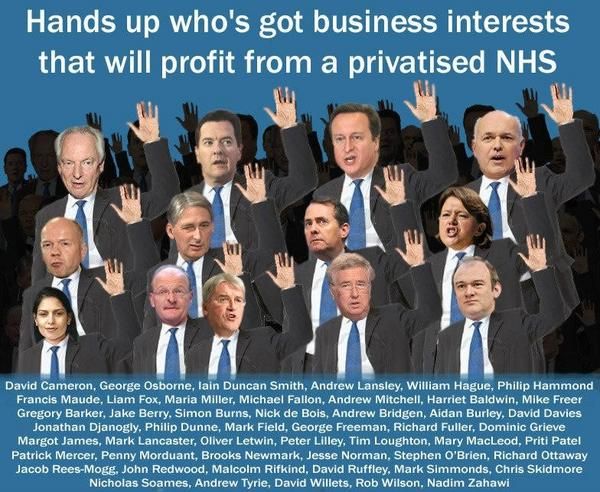 Hands up who's got business interests
that will profit from a privatised NHS
David Cameron, George Osborne, Iain Duncan Smith, Andrew Lansley, William Hague, Philip Hammond
Francis Maude, Liam Fox, Maria Miller, Michael Fallon, Andrew Mitchell, Harriet Baldwin, Mike Freer
Gregory Barker, Jake Berry, Simon Burns, Nick de Bois, Andrew Bridgen, Aidan Burley, David Davies
Jonathan Djanogly, Philip Dunne, Mark Field, George Freeman, Richard Fuller, Dominic Grieve
Margot James, Mark Lancaster, Oliver Letwin, Peter Lilley, Tim Loughton, Mary MacLeod, Priti Patel
Patrick Mercer, Penny Morduant, Brooks Newmark, Jesse Norman, Stephen O'Brien, Richard Ottaway
Jacob Rees-Mogg, John Redwood, Malcolm Rifkind, David Ruffley, Mark Simmonds, Chris Skidmore
Nicholas Soames, Andrew Tyrie, David Willets, Rob Wilson, Nadim Zahawi